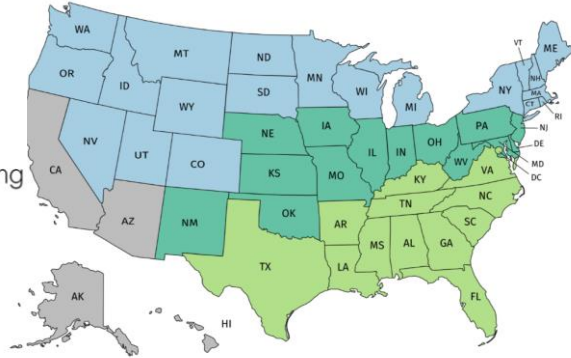 WA
MT
ND
MN
VT
ME
OR
ID
SD
WI
NH
NY
MA
WY
MI
CT
RI
NE
IA
PA
NJ
NV
IL
IN
OH
DE
UT
CO
WV
MD
CA
KS
MO
VA
DC
ng
KY
NC
AZ
NM
OK
TN
AR
SC
MS
AL
GA
TX
LA
FL
AK
HI